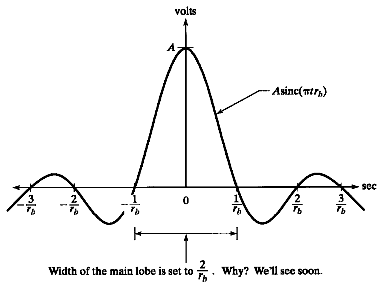 volts
A
Asinc(πtr_b)
-3/r_b -2/r_b -1/r_b 0 1/r_b 2/r_b 3/r_b sec
Width of the main lobe is set to 2/r_b . Why? We'll see soon.